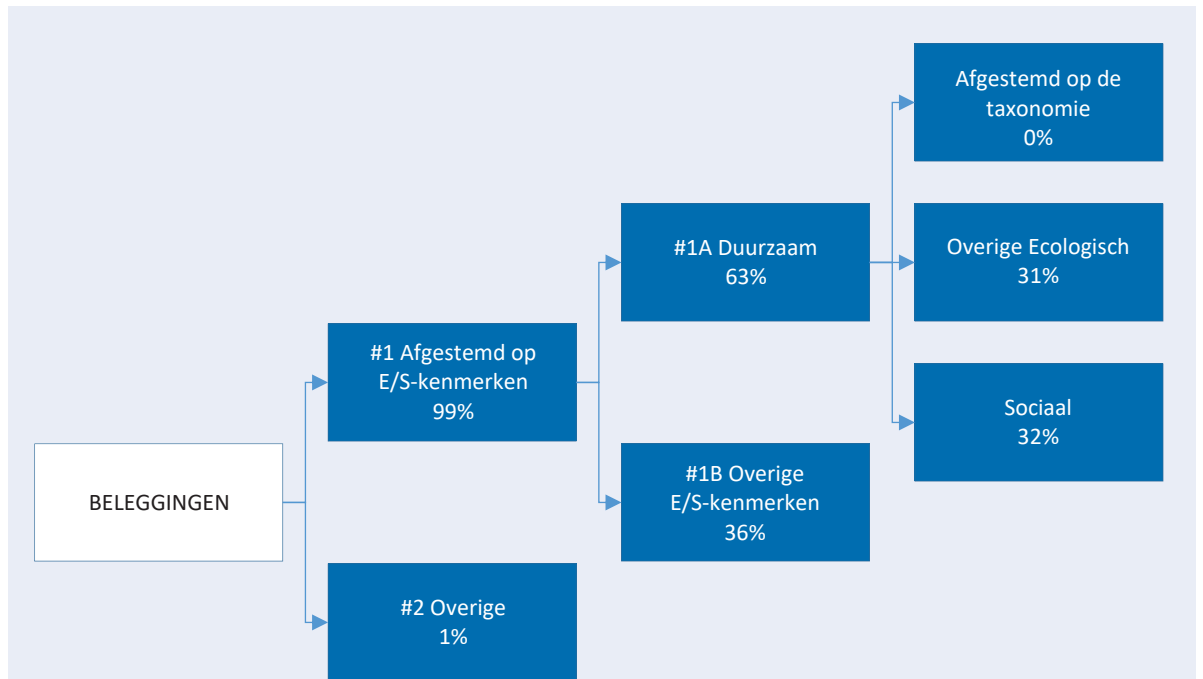 BELEGGINGEN
#1 Afgestemd op
E/S-kenmerken
99%
#2 Overige
1%
#1A Duurzaam
63%
#1B Overige
E/S-kenmerken
36%
Afgestemd op de
taxonomie
0%
Overige Ecologisch
31%
Sociaal
32%